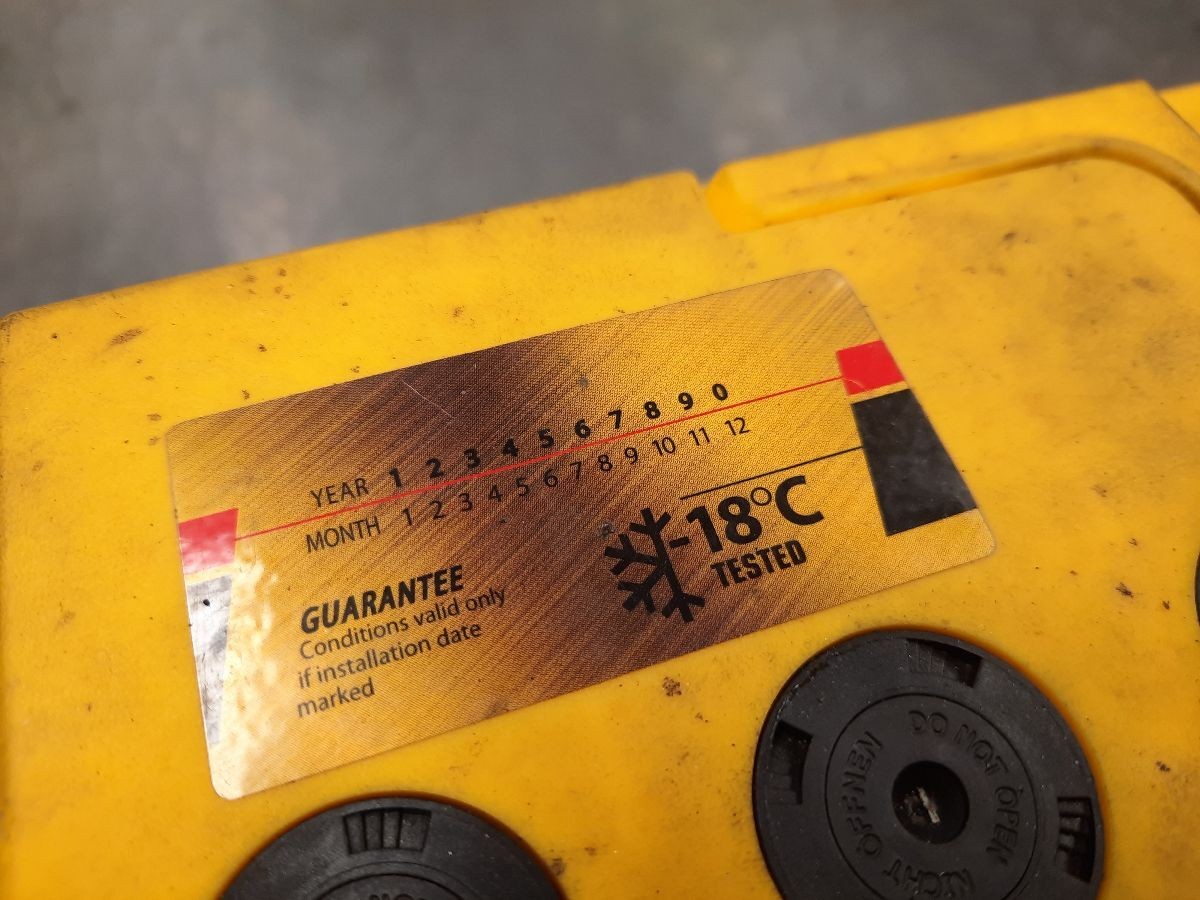 YEAR 1 2 3 4 5 6 7 8 9 0
MONTH 1 2 3 4 5 6 7 8 9 10 11 12
-18°C
TESTED
GUARANTEE
Conditions valid only
if installation date
marked
DO NOT OPEN
NICHT ÖFFNEN